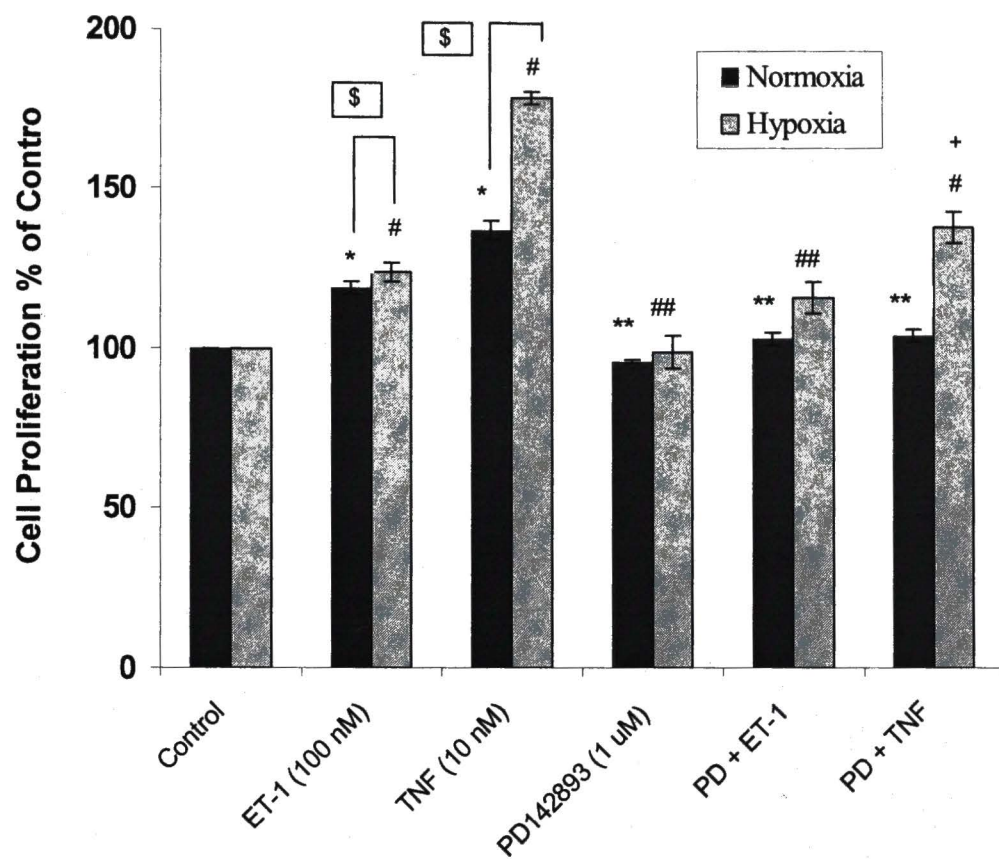 Cell Proliferation % of Contro
200
150
100
50
0
$
$
Normoxia
Hypoxia
*
#
*
#
**
##
**
##
**
+
#
Control
ET-1 (100 nM)
TNF (10 nM)
PD142893 (1 uM)
PD + ET-1
PD + TNF